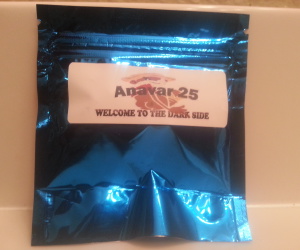 Anavar 25
WELCOME TO THE DARK SIDE